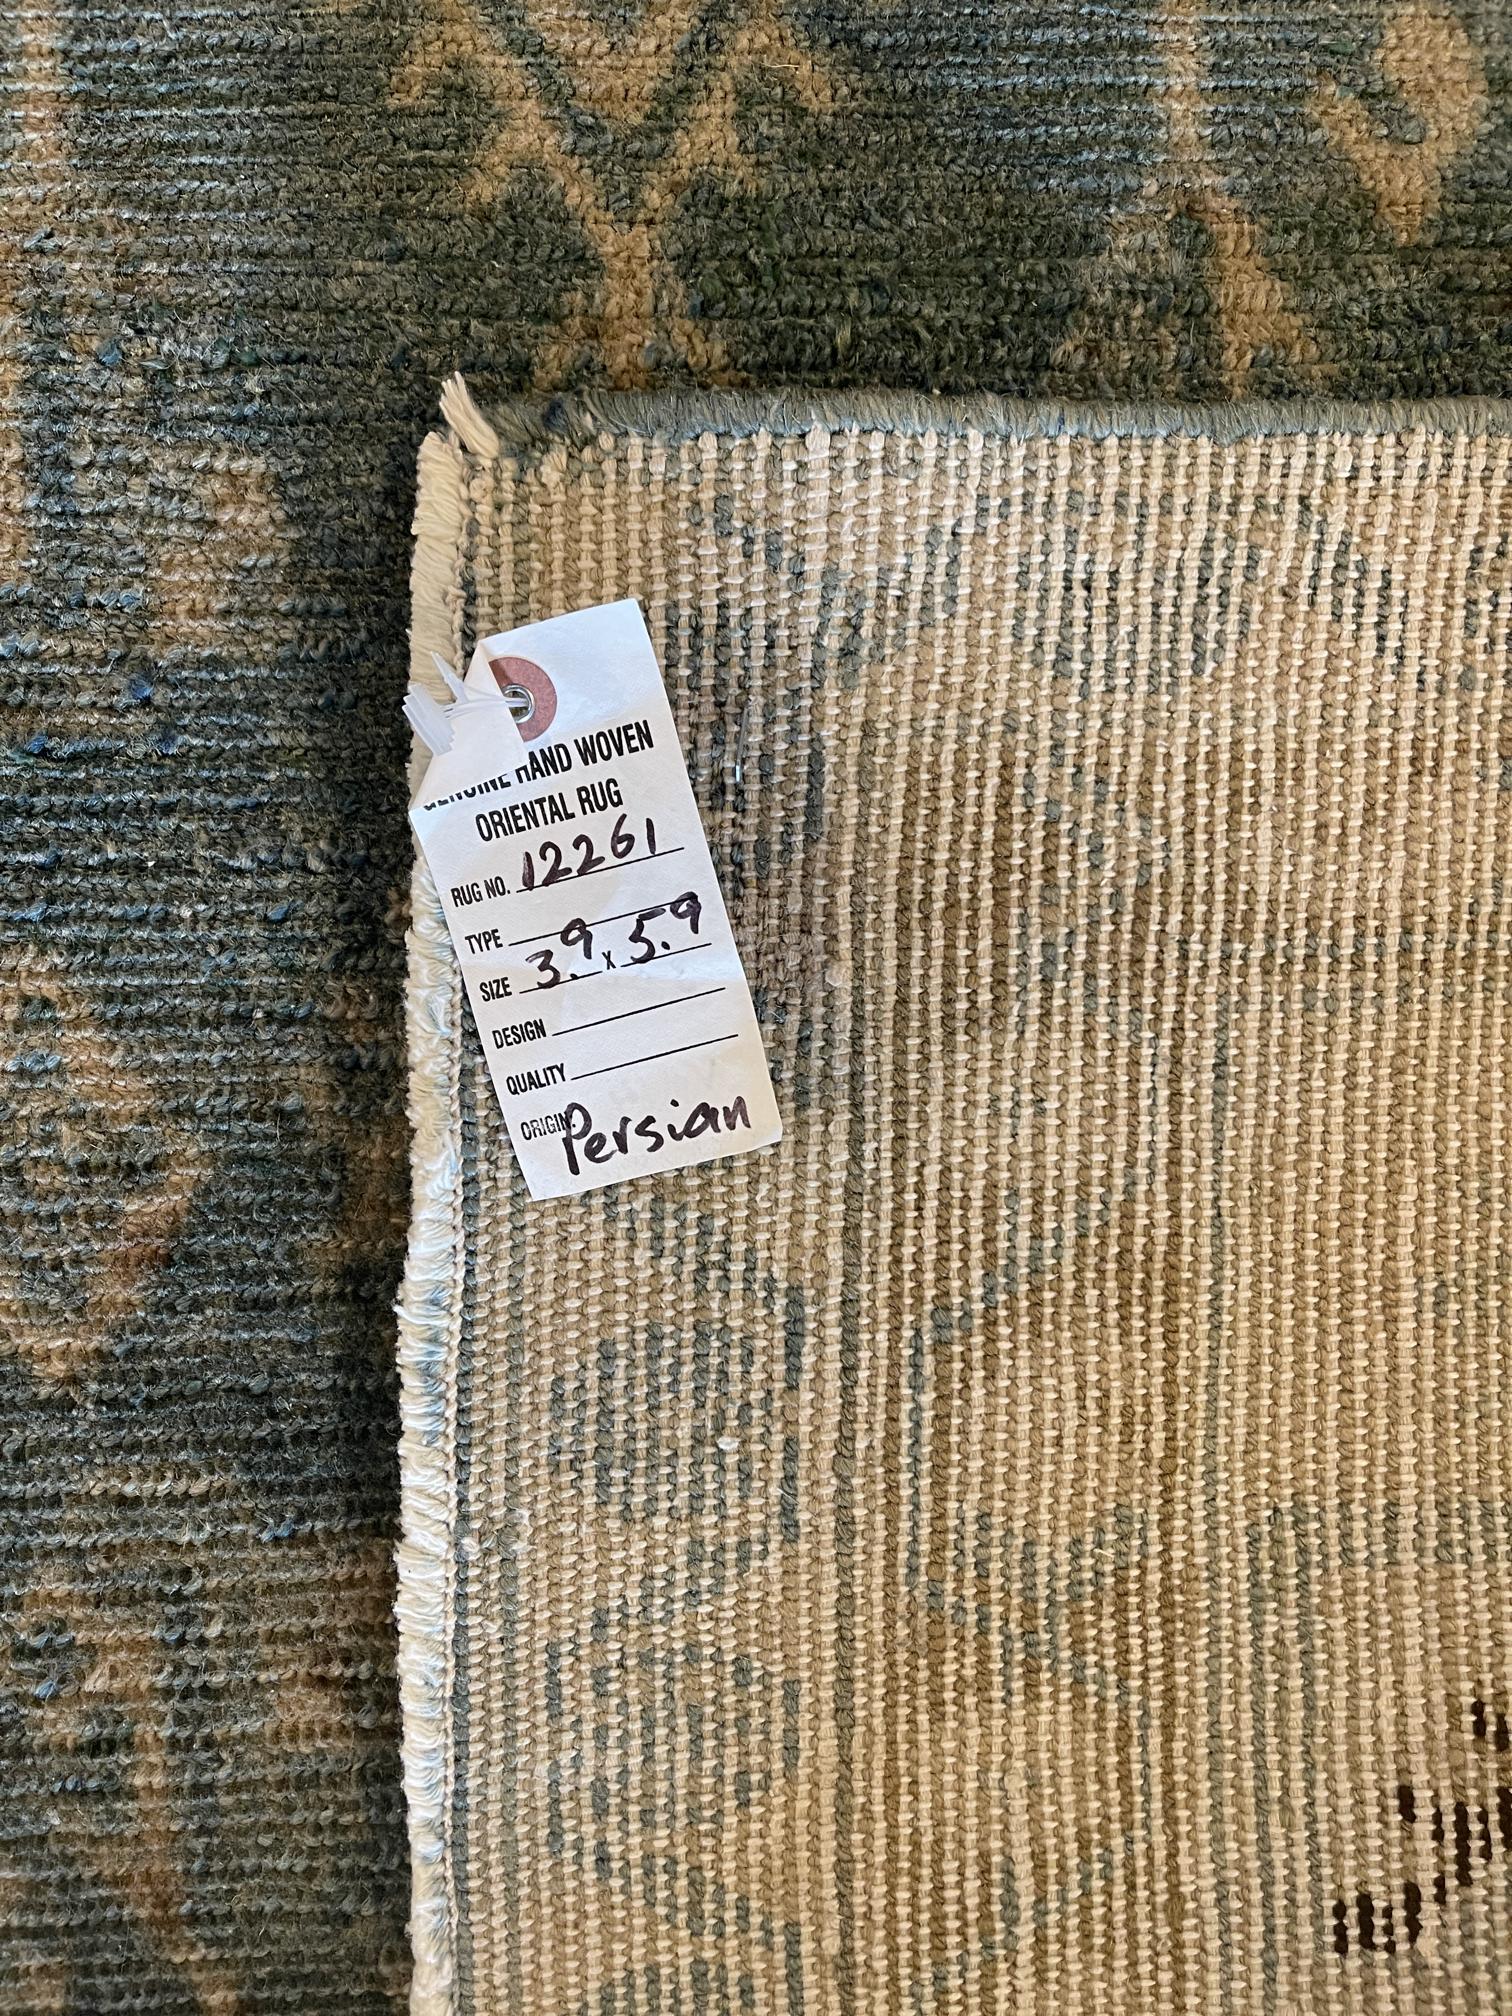 GENUINE HAND WOVEN
ORIENTAL RUG
RUG NO. 12261
TYPE
SIZE 3.9 x 5.9
DESIGN
QUALITY
ORIGIN: Persian